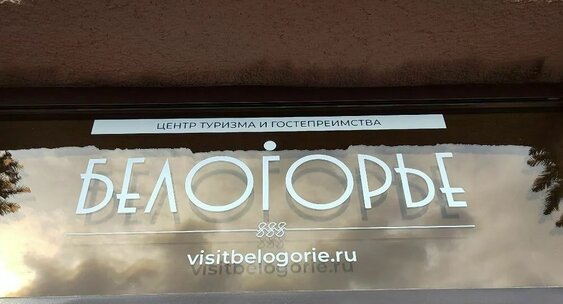 ЦЕНТР ТУРИЗМА И ГОСТЕПРЕИМСТВА
БЕЛОГОРЬЕ
visitbelogorie.ru